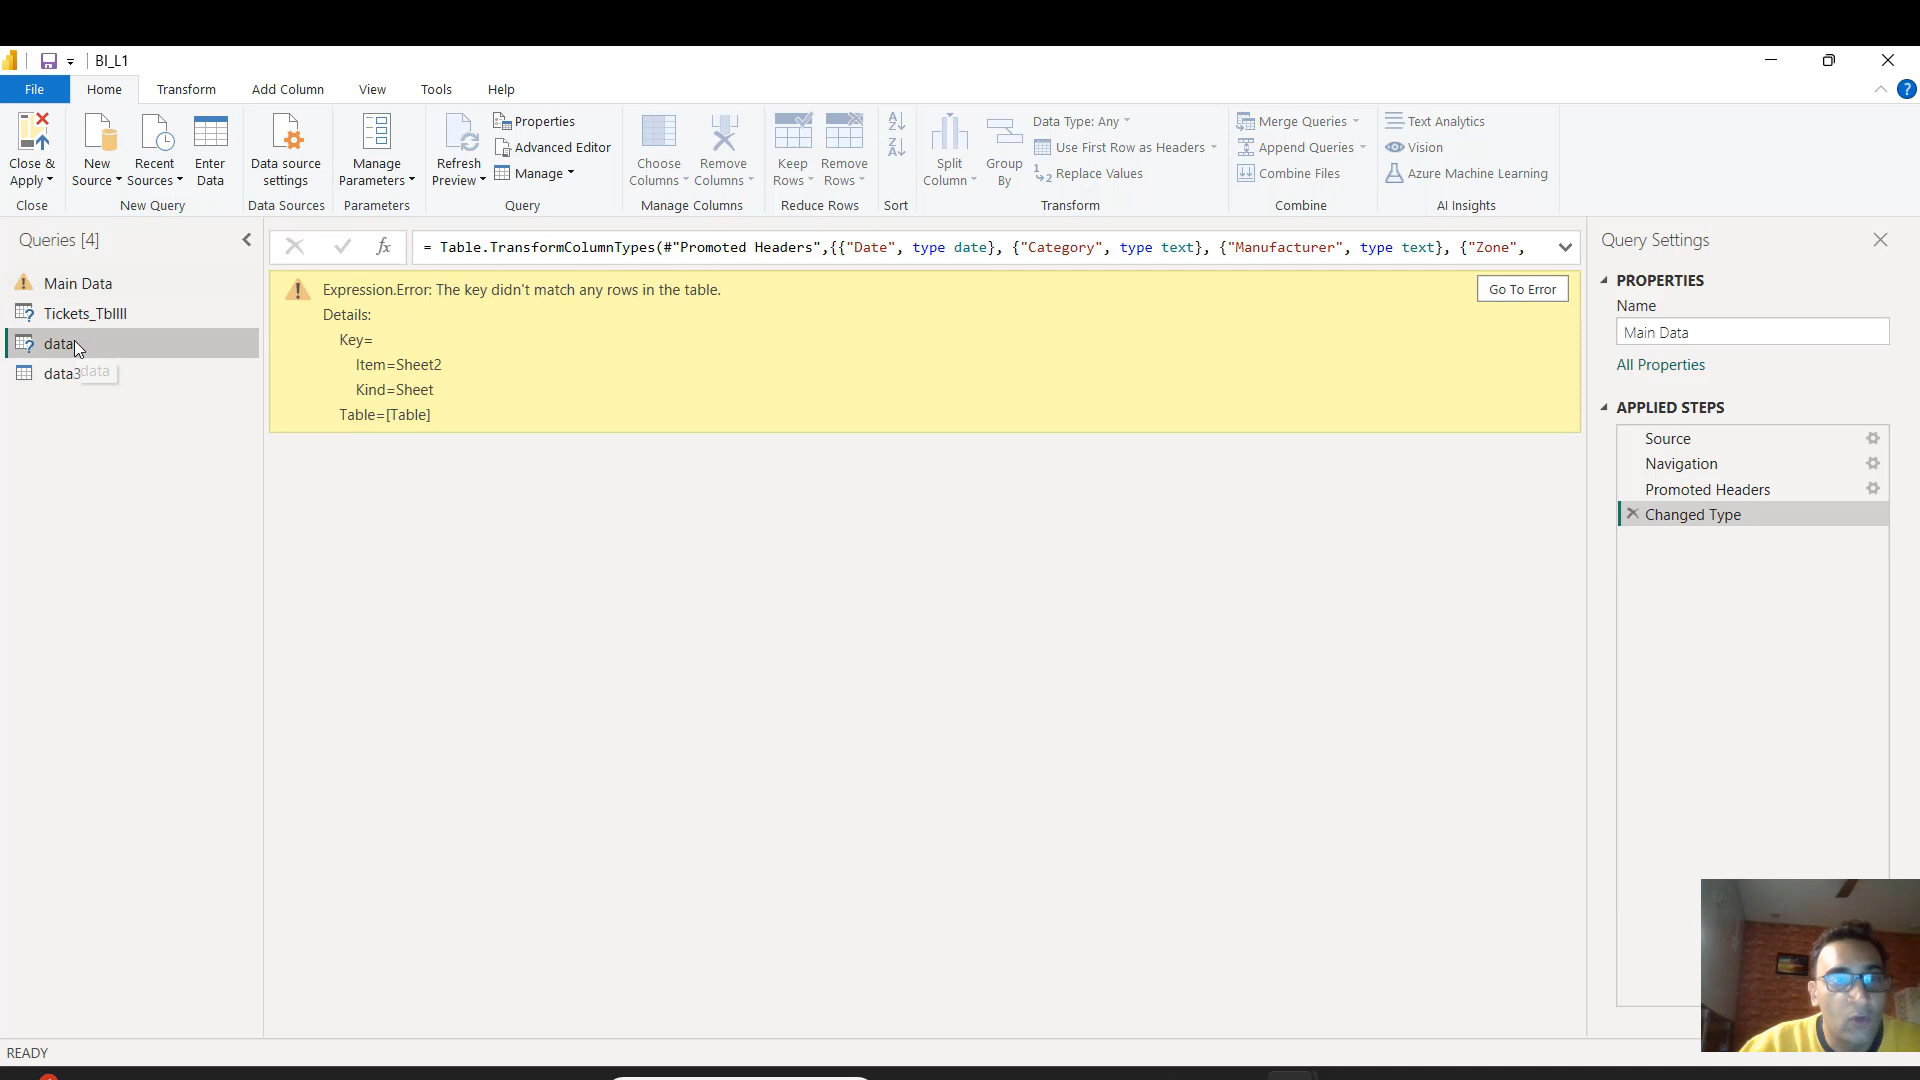 BI_L1
File Home Transform Add Column View Tools Help
Close & Apply
New Source
Recent Sources
Enter Data
Data source settings
Manage Parameters
Refresh Preview
Properties
Advanced Editor
Manage
Choose Columns
Remove Columns
Keep Rows
Remove Rows
Split Column
Group By
Data Type: Any
Use First Row as Headers
1 2 Replace Values
Merge Queries
Append Queries
Combine Files
Text Analytics
Vision
Azure Machine Learning
Close New Query Data Sources Parameters Query Manage Columns Reduce Rows Sort Transform Combine AI Insights
Queries [4]
Main Data
Tickets_Tbllll
data
data3
data
fx = Table.TransformColumnTypes(#"Promoted Headers",{{"Date", type date}, {"Category", type text}, {"Manufacturer", type text}, {"Zone",
Expression.Error: The key didn't match any rows in the table.
Go To Error
Details:
Key=
Item=Sheet2
Kind=Sheet
Table=[Table]
Query Settings
PROPERTIES
Name
Main Data
All Properties
APPLIED STEPS
Source
Navigation
Promoted Headers
Changed Type
READY